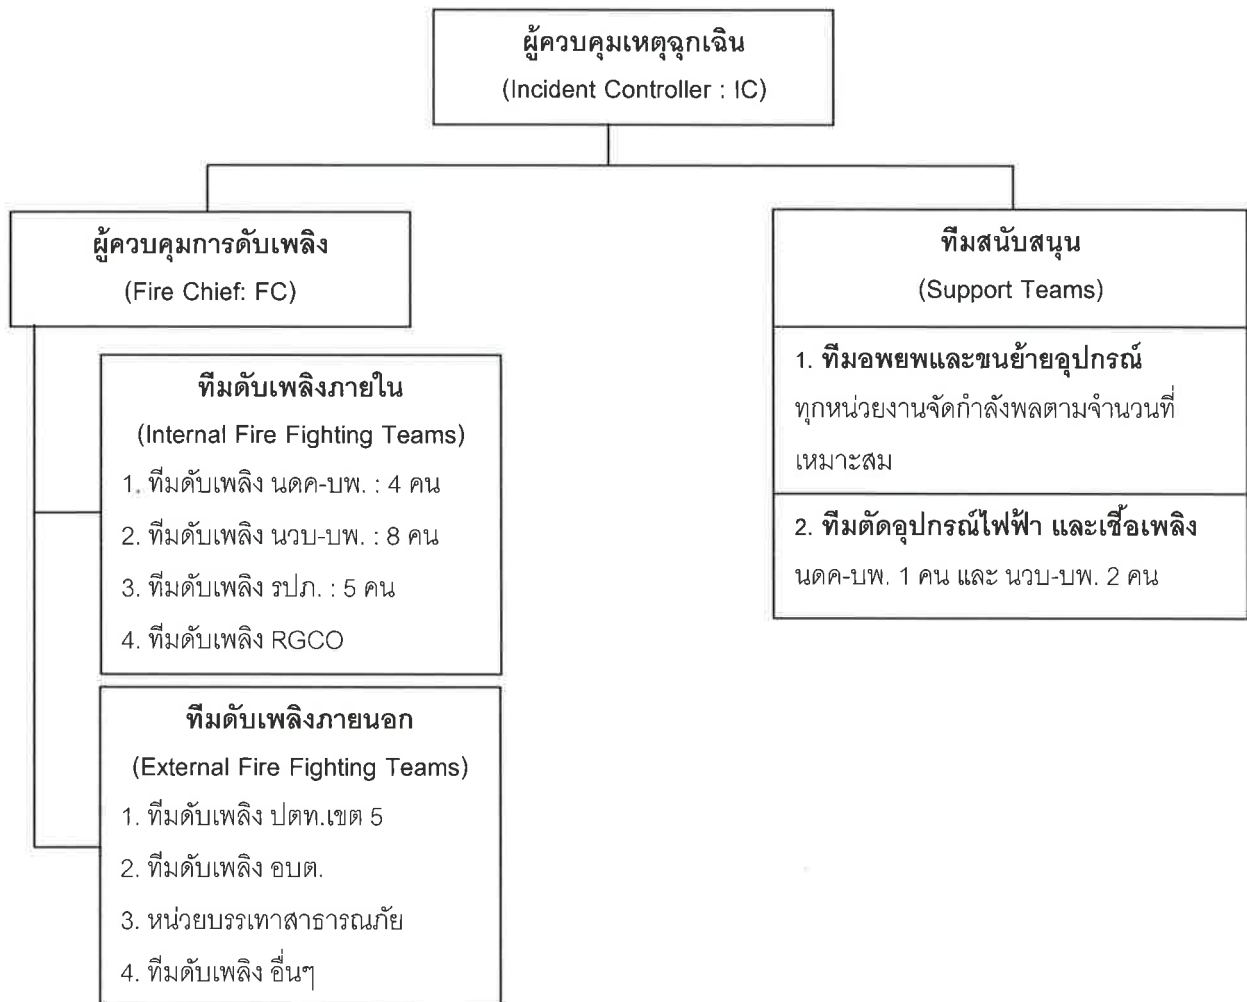 ผู้ควบคุมเหตุฉุกเฉิน
(Incident Controller : IC)
ผู้ควบคุมการดับเพลิง
(Fire Chief: FC)
ทีมดับเพลิงภายใน
(Internal Fire Fighting Teams)
1. ทีมดับเพลิง นดค-บพ. : 4 คน
2. ทีมดับเพลิง นวบ-บพ. : 8 คน
3. ทีมดับเพลิง รปภ. : 5 คน
4. ทีมดับเพลิง RGCO
ทีมดับเพลิงภายนอก
(External Fire Fighting Teams)
1. ทีมดับเพลิง ปตท.เขต 5
2. ทีมดับเพลิง อบต.
3. หน่วยบรรเทาสาธารณภัย
4. ทีมดับเพลิง อื่นๆ
ทีมสนับสนุน
(Support Teams)
1. ทีมอพยพและขนย้ายอุปกรณ์
ทุกหน่วยงานจัดกำลังพลตามจำนวนที่
เหมาะสม
2. ทีมตัดอุปกรณ์ไฟฟ้า และเชื้อเพลิง
นดค-บพ. 1 คน และ นวบ-บพ. 2 คน